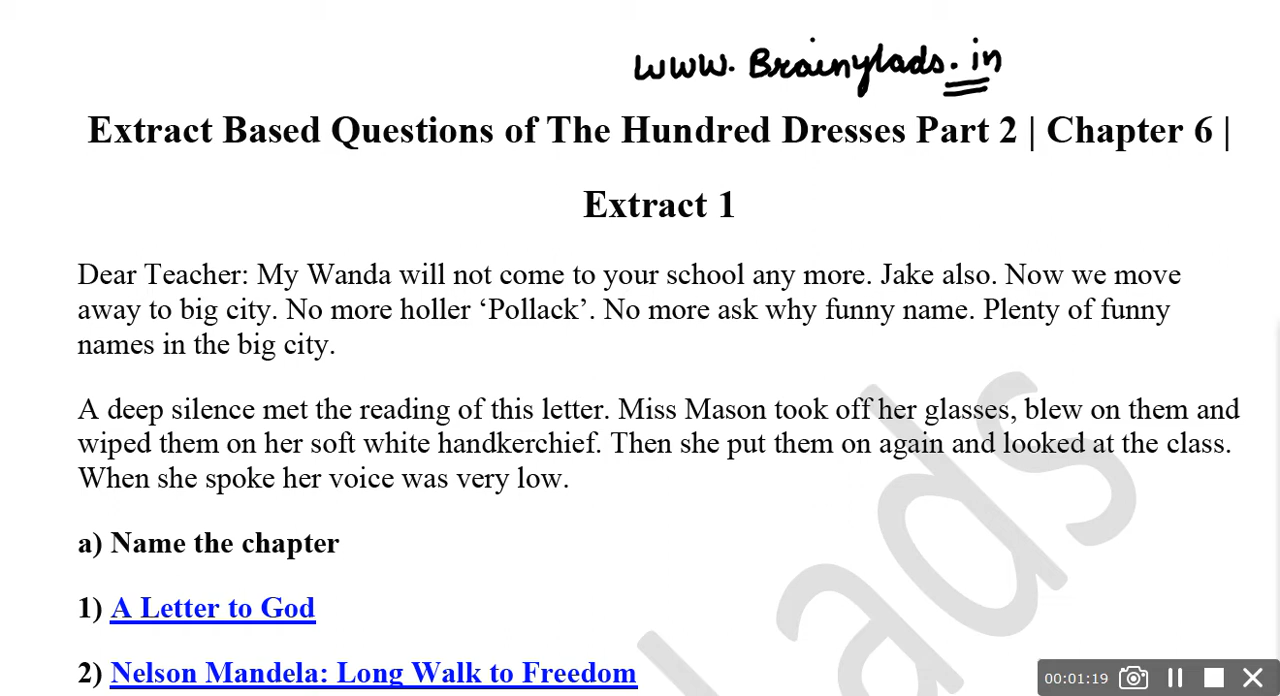 www.Brainylads.in
Extract Based Questions of The Hundred Dresses Part 2 | Chapter 6 |
Extract 1
Dear Teacher: My Wanda will not come to your school any more. Jake also. Now we move
away to big city. No more holler ‘Pollack’. No more ask why funny name. Plenty of funny
names in the big city.
A deep silence met the reading of this letter. Miss Mason took off her glasses, blew on them and
wiped them on her soft white handkerchief. Then she put them on again and looked at the class.
When she spoke her voice was very low.
a) Name the chapter
1) A Letter to God
2) Nelson Mandela: Long Walk to Freedom
lads
00:01:19